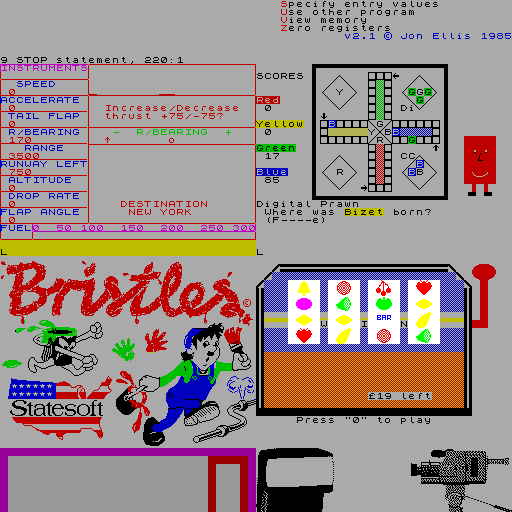 Specify entry values
Use other program
View memory
Zero registers
v2.1 © Jon Ellis 1985
9 STOP statement, 220:1
INSTRUMENTS
SPEED
0
ACCELERATE
0
TAIL FLAP
0
R/BEARING
170
RANGE
3500
RUNWAY LEFT
750
ALTITUDE
0
DROP RATE
0
FLAP ANGLE
0
FUEL 0 50 100 150 200 250 300
Increase/Decrease
thrust +75/-75?
- R/BEARING +
↑ 0
DESTINATION
NEW YORK
L
SCORES
Red
0
Yellow
0
Green
17
Blue
85
Y
G G G
G
Di
B
G
Y X B
R
B
G
R
CC
B
B B
Digital Prawn
Where was Bizet born?
(F----e)
L
Bristles
©
Statesoft
BAR
W I N
£19 left
Press "0" to play